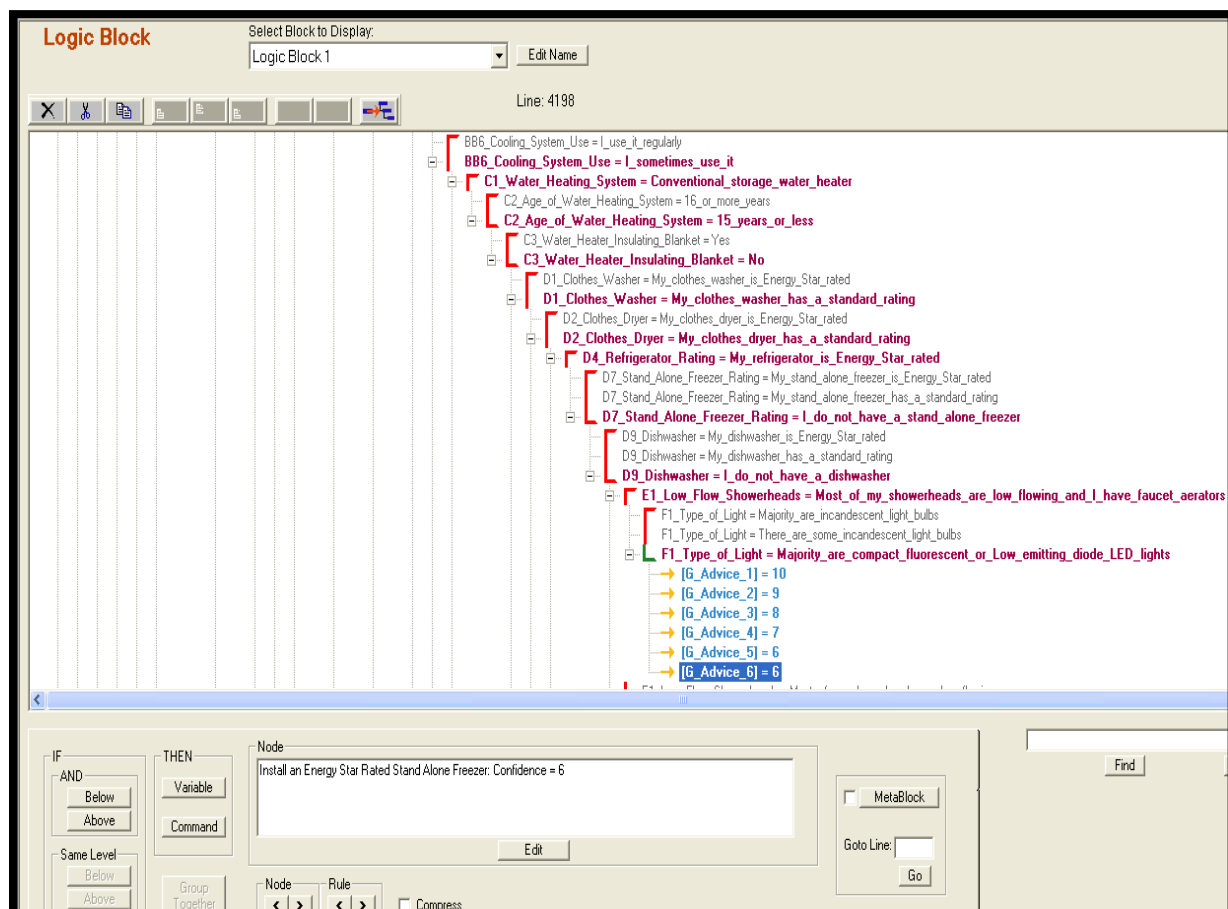 Logic Block
Select Block to Display:
Logic Block 1
Edit Name
Line: 4198
BB6_Cooling_System_Use = I_use_it_regularly
BB6_Cooling_System_Use = I_sometimes_use_it
C1_Water_Heating_System = Conventional_storage_water_heater
C2_Age_of_Water_Heating_System = 16_or_more_years
C2_Age_of_Water_Heating_System = 15_years_or_less
C3_Water_Heater_Insulating_Blanket = Yes
C3_Water_Heater_Insulating_Blanket = No
D1_Clothes_Washer = My_clothes_washer_is_Energy_Star_rated
D1_Clothes_Washer = My_clothes_washer_has_a_standard_rating
D2_Clothes_Dryer = My_clothes_dryer_is_Energy_Star_rated
D2_Clothes_Dryer = My_clothes_dryer_has_a_standard_rating
D4_Refrigerator_Rating = My_refrigerator_is_Energy_Star_rated
D7_Stand_Alone_Freezer_Rating = My_stand_alone_freezer_is_Energy_Star_rated
D7_Stand_Alone_Freezer_Rating = My_stand_alone_freezer_has_a_standard_rating
D7_Stand_Alone_Freezer_Rating = I_do_not_have_a_stand_alone_freezer
D9_Dishwasher = My_dishwasher_is_Energy_Star_rated
D9_Dishwasher = My_dishwasher_has_a_standard_rating
D9_Dishwasher = I_do_not_have_a_dishwasher
E1_Low_Flow_Showerheads = Most_of_my_showerheads_are_low_flowing_and_I_have_faucet_aerators
F1_Type_of_Light = Majority_are_incandescent_light_bulbs
F1_Type_of_Light = There_are_some_incandescent_light_bulbs
F1_Type_of_Light = Majority_are_compact_fluorescent_or_Low_emitting_diode_LED_lights
[G_Advice_1] = 10
[G_Advice_2] = 9
[G_Advice_3] = 8
[G_Advice_4] = 7
[G_Advice_5] = 6
[G_Advice_6] = 6
IF
AND
Below
Above
Same Level
Below
Above
THEN
Variable
Command
Group
Together
Node
Install an Energy Star Rated Stand Alone Freezer: Confidence = 6
Edit
Node
< >
Rule
< >
Compress
MetaBlock
Goto Line:
Go
Find